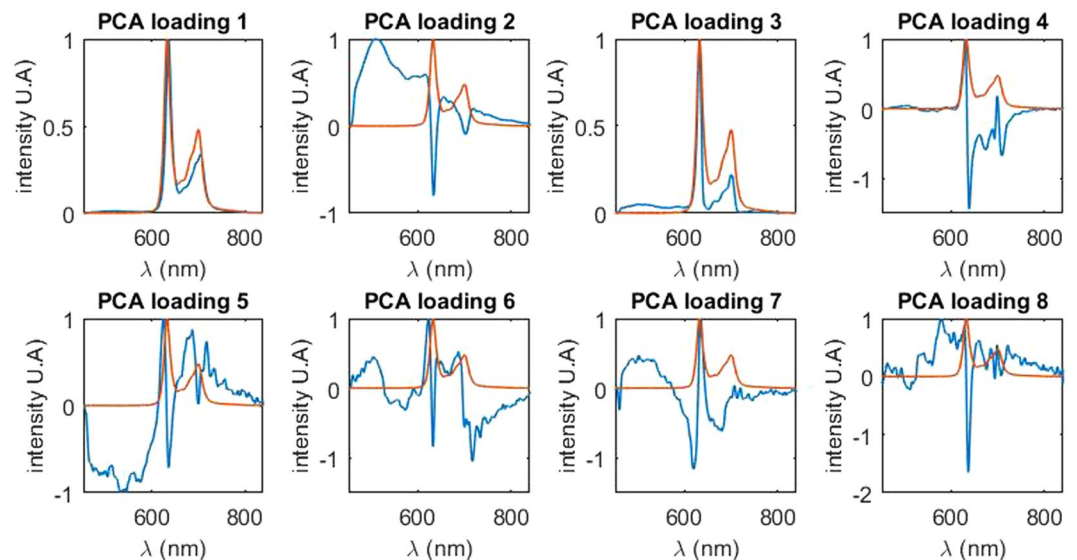 PCA loading 1 PCA loading 2 PCA loading 3 PCA loading 4
1 1 1 1
0.5 0 0.5 0
0 -1 0 -1
intensity U.A) intensity U.A) intensity U.A) intensity U.A)
600 800 600 800 600 800 600 800
λ (nm) λ (nm) λ (nm) λ (nm)
PCA loading 5 PCA loading 6 PCA loading 7 PCA loading 8
1 1 1 1
0 0 0 0
-1 -1 -1 -1
-2
intensity U.A) intensity U.A) intensity U.A) intensity U.A)
600 800 600 800 600 800 600 800
λ (nm) λ (nm) λ (nm) λ (nm)